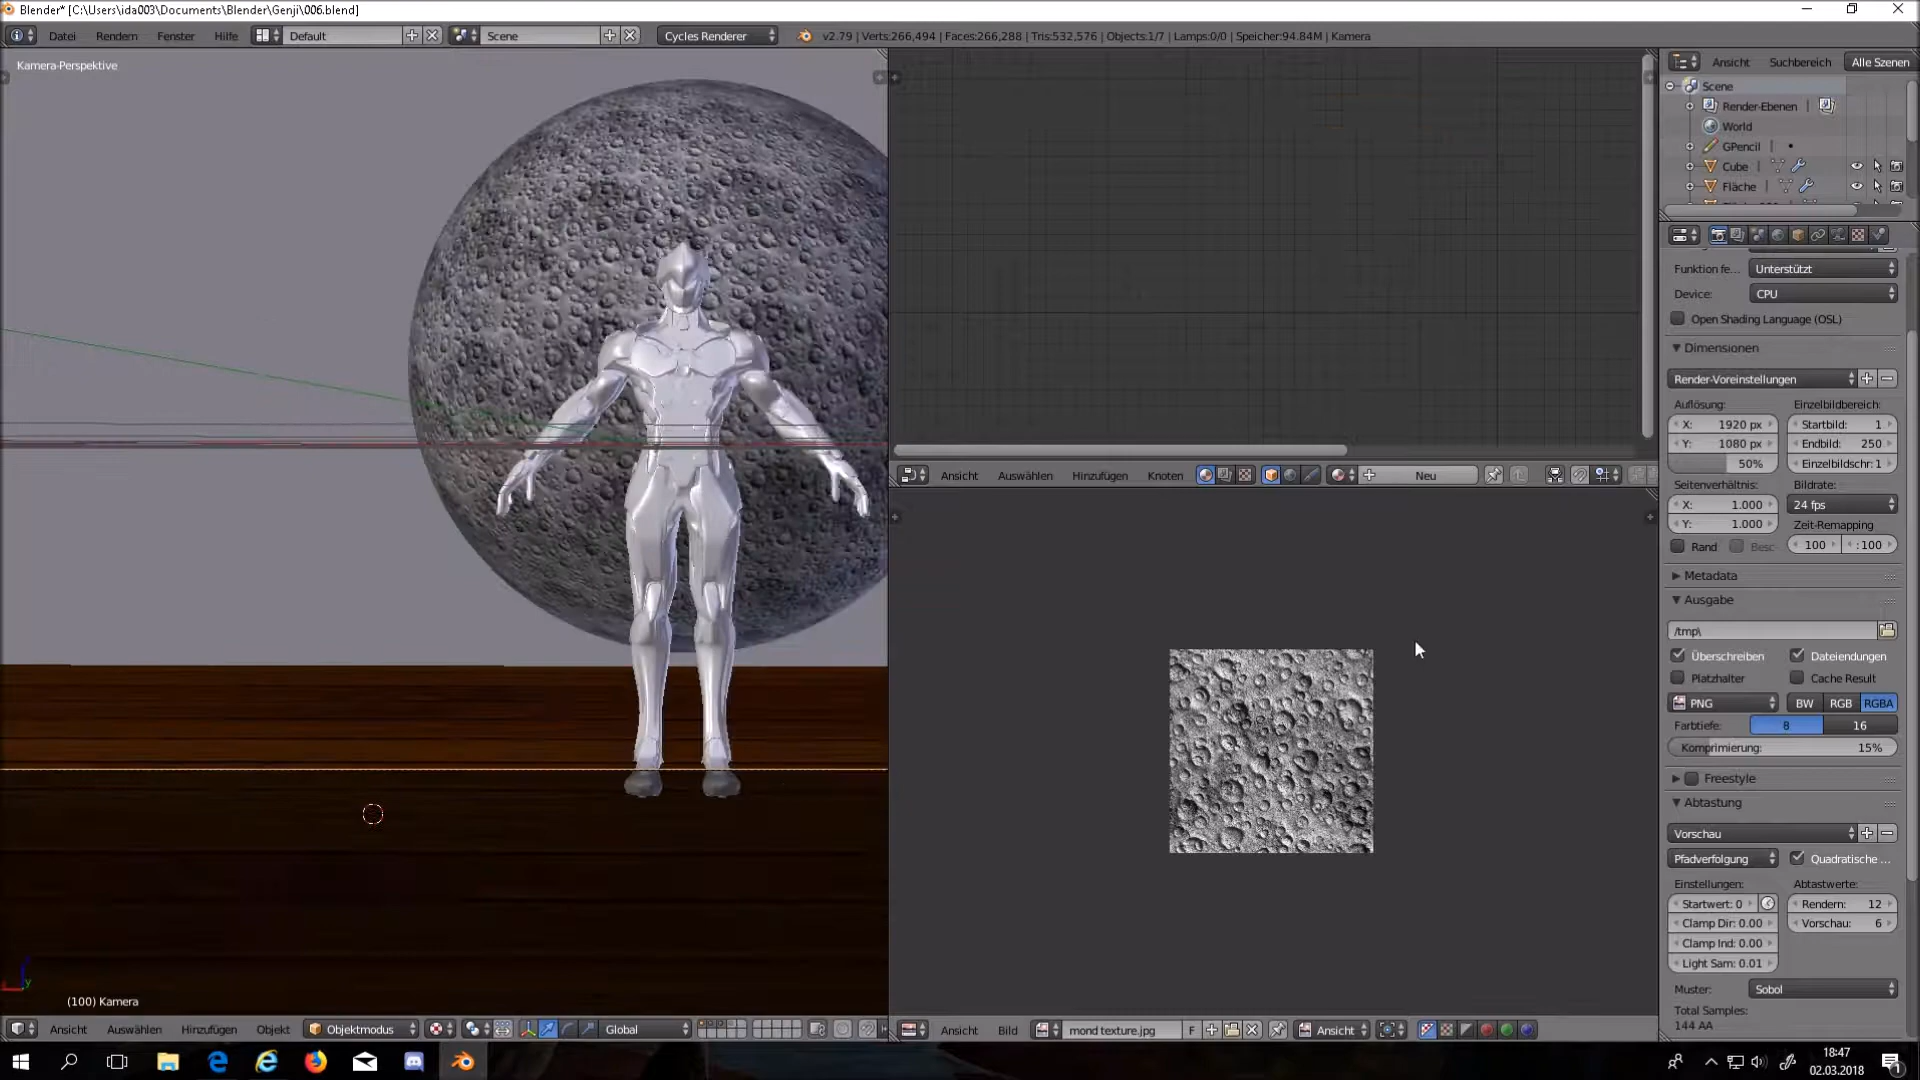 Blender* [C:\Users\ida003\Documents\Blender\Genji\006.blend]
Datei Rendern Fenster Hilfe Default Scene Cycles Renderer v2.79 | Verts:266,494 | Faces:266,288 | Tris:532,576 | Objects:1/7 | Lamps:0/0 | Speicher:94.84M | Kamera
Kamera-Perspektive
Ansicht Suchbereich Alle Szenen
Scene
Render-Ebenen
World
GPencil
Cube
Fläche
Funktion fe... Unterstützt
Device: CPU
Open Shading Language (OSL)
Dimensionen
Render-Voreinstellungen
Auflösung: Einzelbildbereich:
X: 1920 px Startbild: 1
Y: 1080 px Endbild: 250
50% Einzelbildschr: 1
Seitenverhältnis: Bildrate:
X: 1.000 24 fps
Y: 1.000 Zeit-Remapping
Rand Besc 100 :100
Ansicht Auswählen Hinzufügen Knoten Neu
Metadata
Ausgabe
/tmp\
Überschreiben Dateiendungen
Platzhalter Cache Result
PNG BW RGB RGBA
Farbtiefe: 8 16
Komprimierung: 15%
Freestyle
Abtastung
Vorschau
Pfadverfolgung Quadratische ...
Einstellungen: Abtastwerte:
Startwert: 0 Rendern: 12
Clamp Dir: 0.00 Vorschau: 6
Clamp Ind: 0.00
Light Sam: 0.01
Muster: Sobol
Total Samples:
144 AA
(100) Kamera
Ansicht Auswählen Hinzufügen Objekt Objektmodus Global
Ansicht Bild mond texture.jpg F Ansicht
18:47
02.03.2018
1